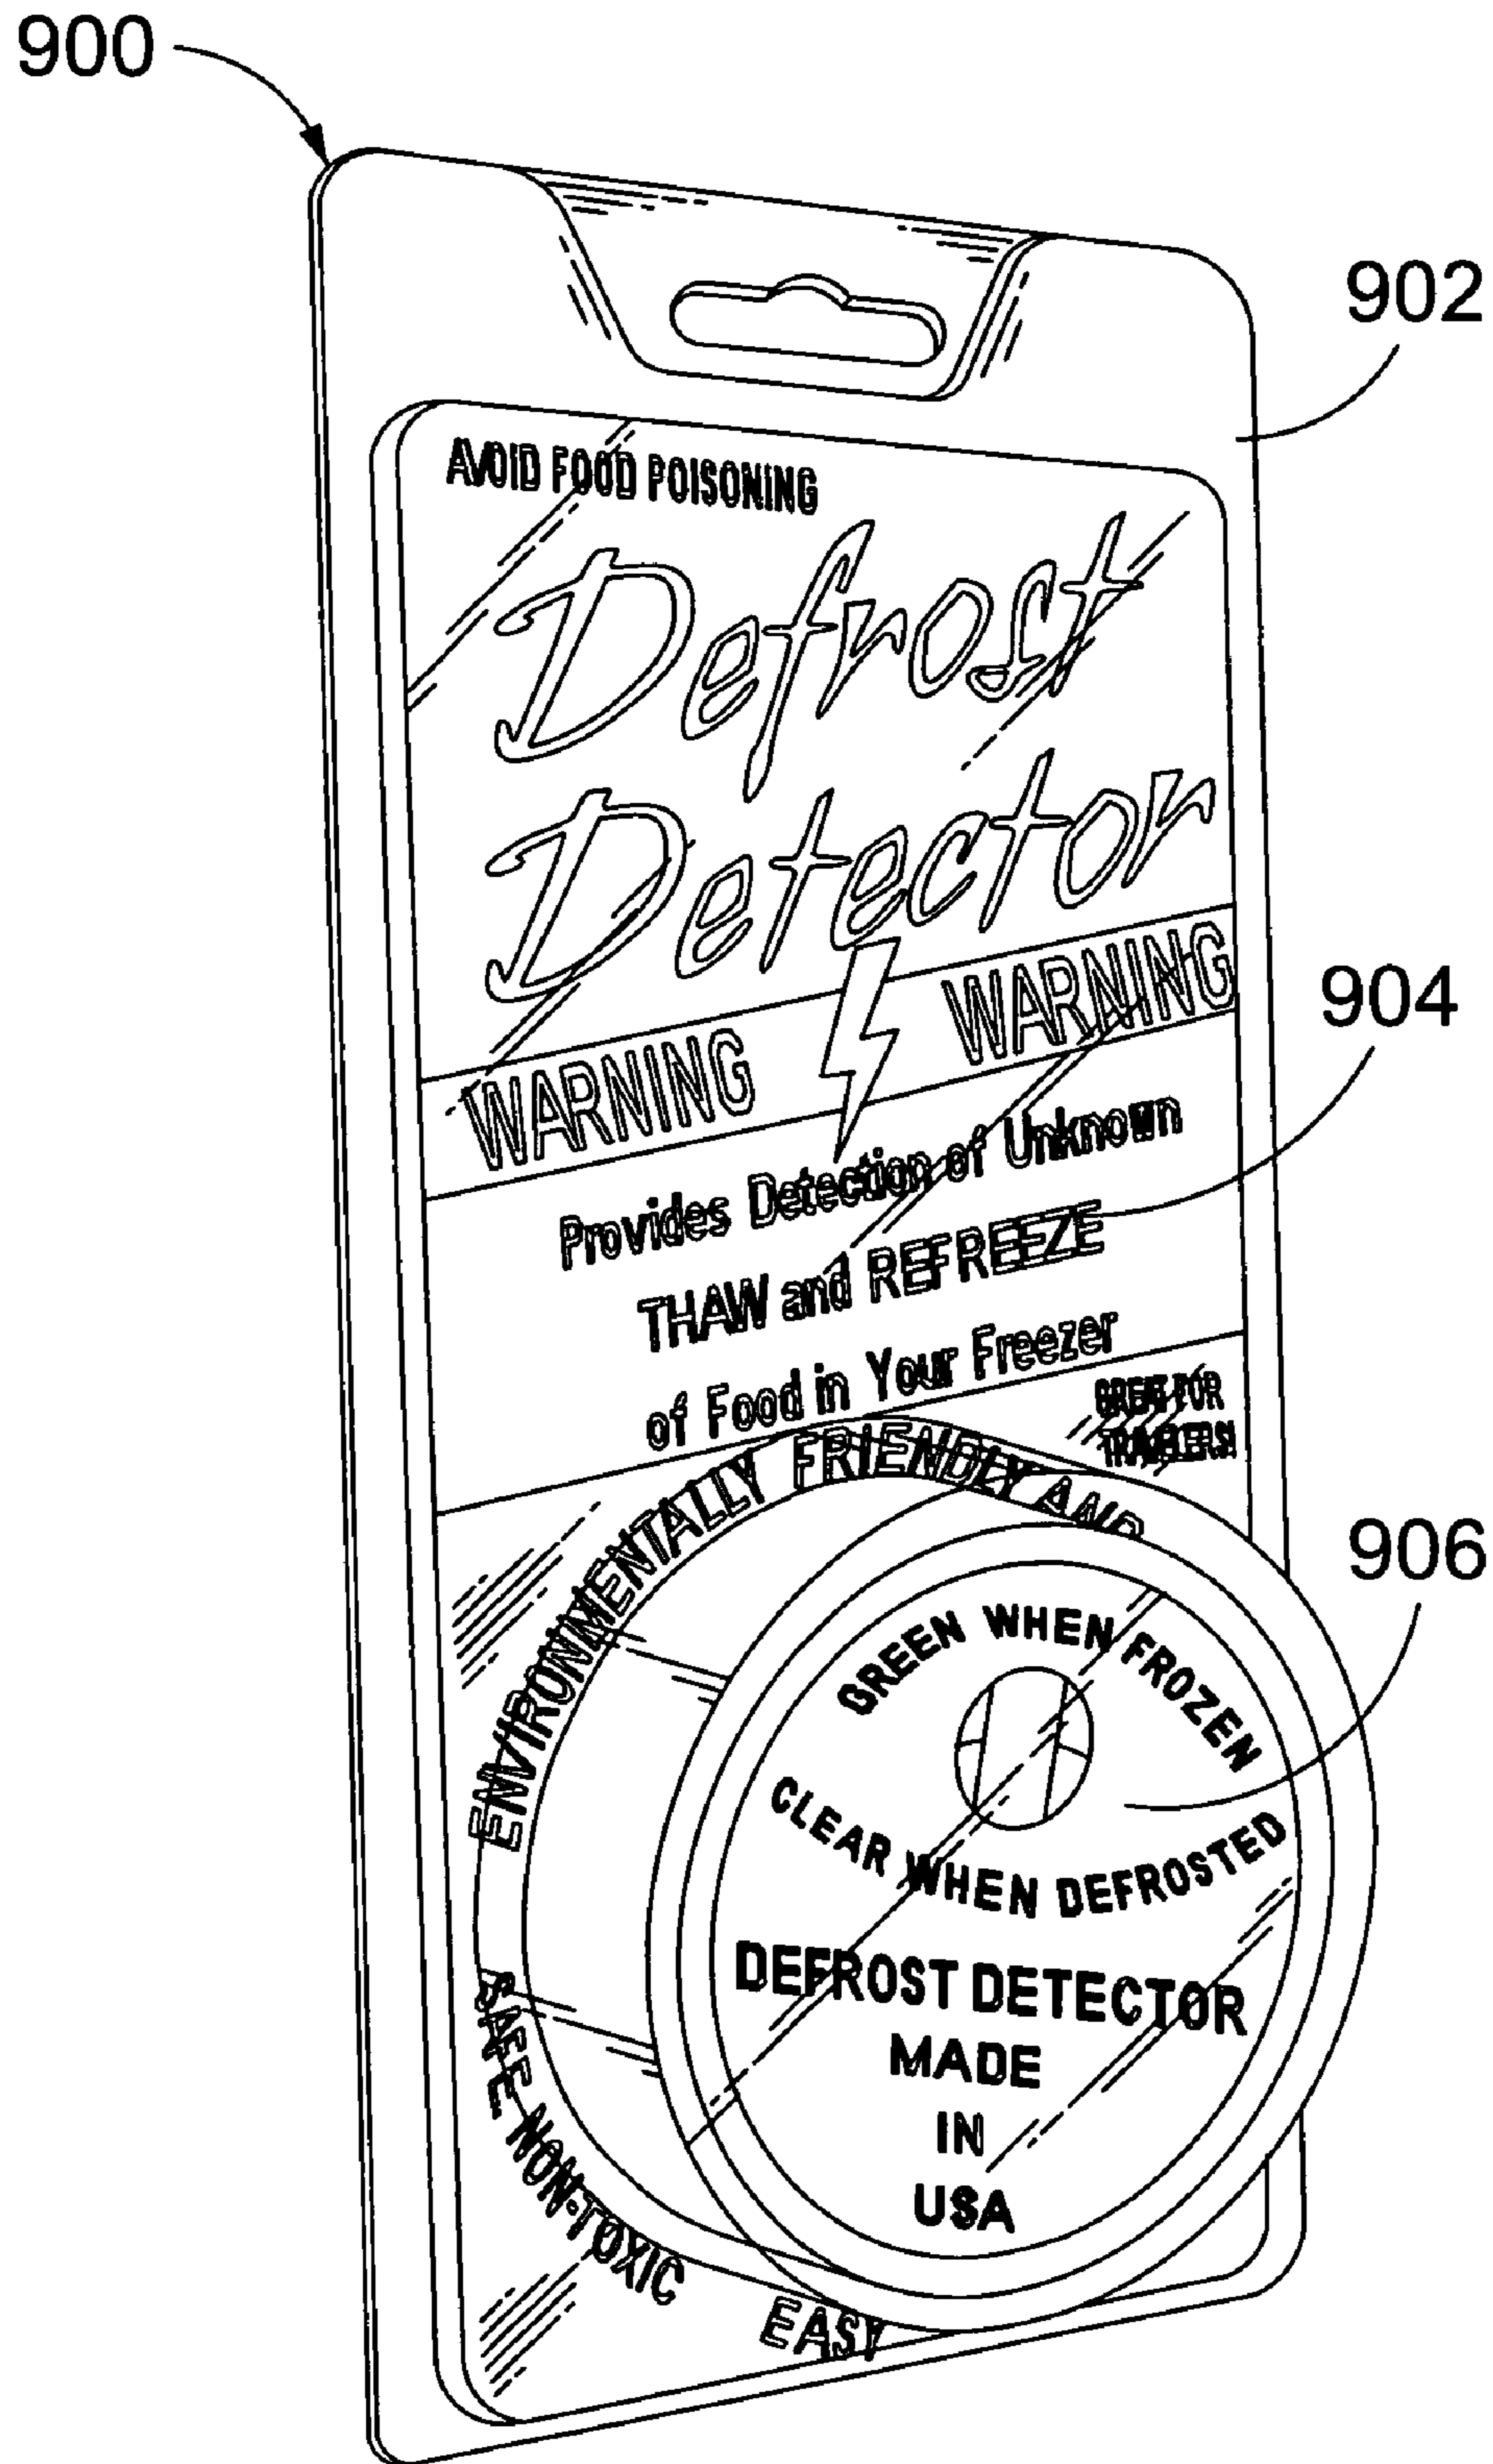 900
902
AVOID FOOD POISONING
Defrost
Detector
WARNING WARNING
904
Provides Detection of Unknown
THAW and REFREEZE
of Food in Your Freezer
GREAT FOR
TRAILERS!
ENVIRONMENTALLY FRIENDLY AND
906
GREEN WHEN FROZEN
CLEAR WHEN DEFROSTED
DEFROST DETECTOR
MADE
IN
USA
SAFE NON-TOXIC
EASY